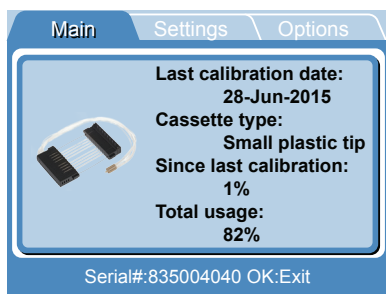 Main Settings Options
Last calibration date:
28-Jun-2015
Cassette type:
Small plastic tip
Since last calibration:
1%
Total usage:
82%
Serial#:835004040 OK:Exit